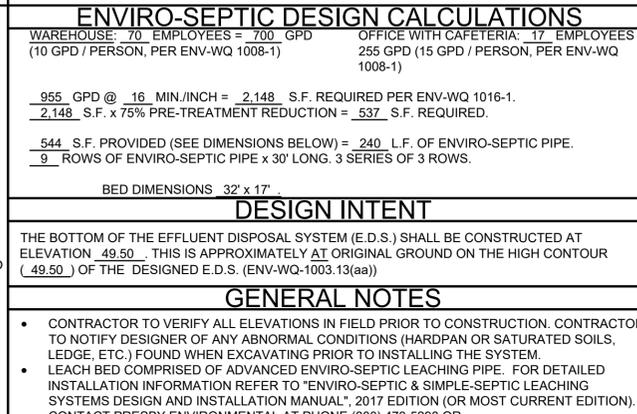 ENVIRO-SEPTIC DESIGN CALCULATIONS
WAREHOUSE: 70 EMPLOYEES = 700 GPD
(10 GPD / PERSON, PER ENV-WQ 1008-1)
OFFICE WITH CAFETERIA: 17 EMPLOYEES
255 GPD (15 GPD / PERSON, PER ENV-WQ
1008-1)
955 GPD @ 16 MIN./INCH = 2,148 S.F. REQUIRED PER ENV-WQ 1016-1.
2,148 S.F. x 75% PRE-TREATMENT REDUCTION = 537 S.F. REQUIRED.
544 S.F. PROVIDED (SEE DIMENSIONS BELOW) = 240 L.F. OF ENVIRO-SEPTIC PIPE.
9 ROWS OF ENVIRO-SEPTIC PIPE x 30' LONG. 3 SERIES OF 3 ROWS.
BED DIMENSIONS 32' x 17' .
DESIGN INTENT
THE BOTTOM OF THE EFFLUENT DISPOSAL SYSTEM (E.D.S.) SHALL BE CONSTRUCTED AT
ELEVATION 49.50 . THIS IS APPROXIMATELY AT ORIGINAL GROUND ON THE HIGH CONTOUR
( 49.50 ) OF THE DESIGNED E.D.S. (ENV-WQ-1003.13(aa))
GENERAL NOTES
• CONTRACTOR TO VERIFY ALL ELEVATIONS IN FIELD PRIOR TO CONSTRUCTION. CONTRACTOR
TO NOTIFY DESIGNER OF ANY ABNORMAL CONDITIONS (HARDPAN OR SATURATED SOILS,
LEDGE, ETC.) FOUND WHEN EXCAVATING PRIOR TO INSTALLING THE SYSTEM.
• LEACH BED COMPRISED OF ADVANCED ENVIRO-SEPTIC LEACHING PIPE. FOR DETAILED
INSTALLATION INFORMATION REFER TO "ENVIRO-SEPTIC & SIMPLE-SEPTIC LEACHING
SYSTEMS DESIGN AND INSTALLATION MANUAL", 2017 EDITION (OR MOST CURRENT EDITION).
CONTACT PRESBY ENVIRONMENTAL AT PHONE